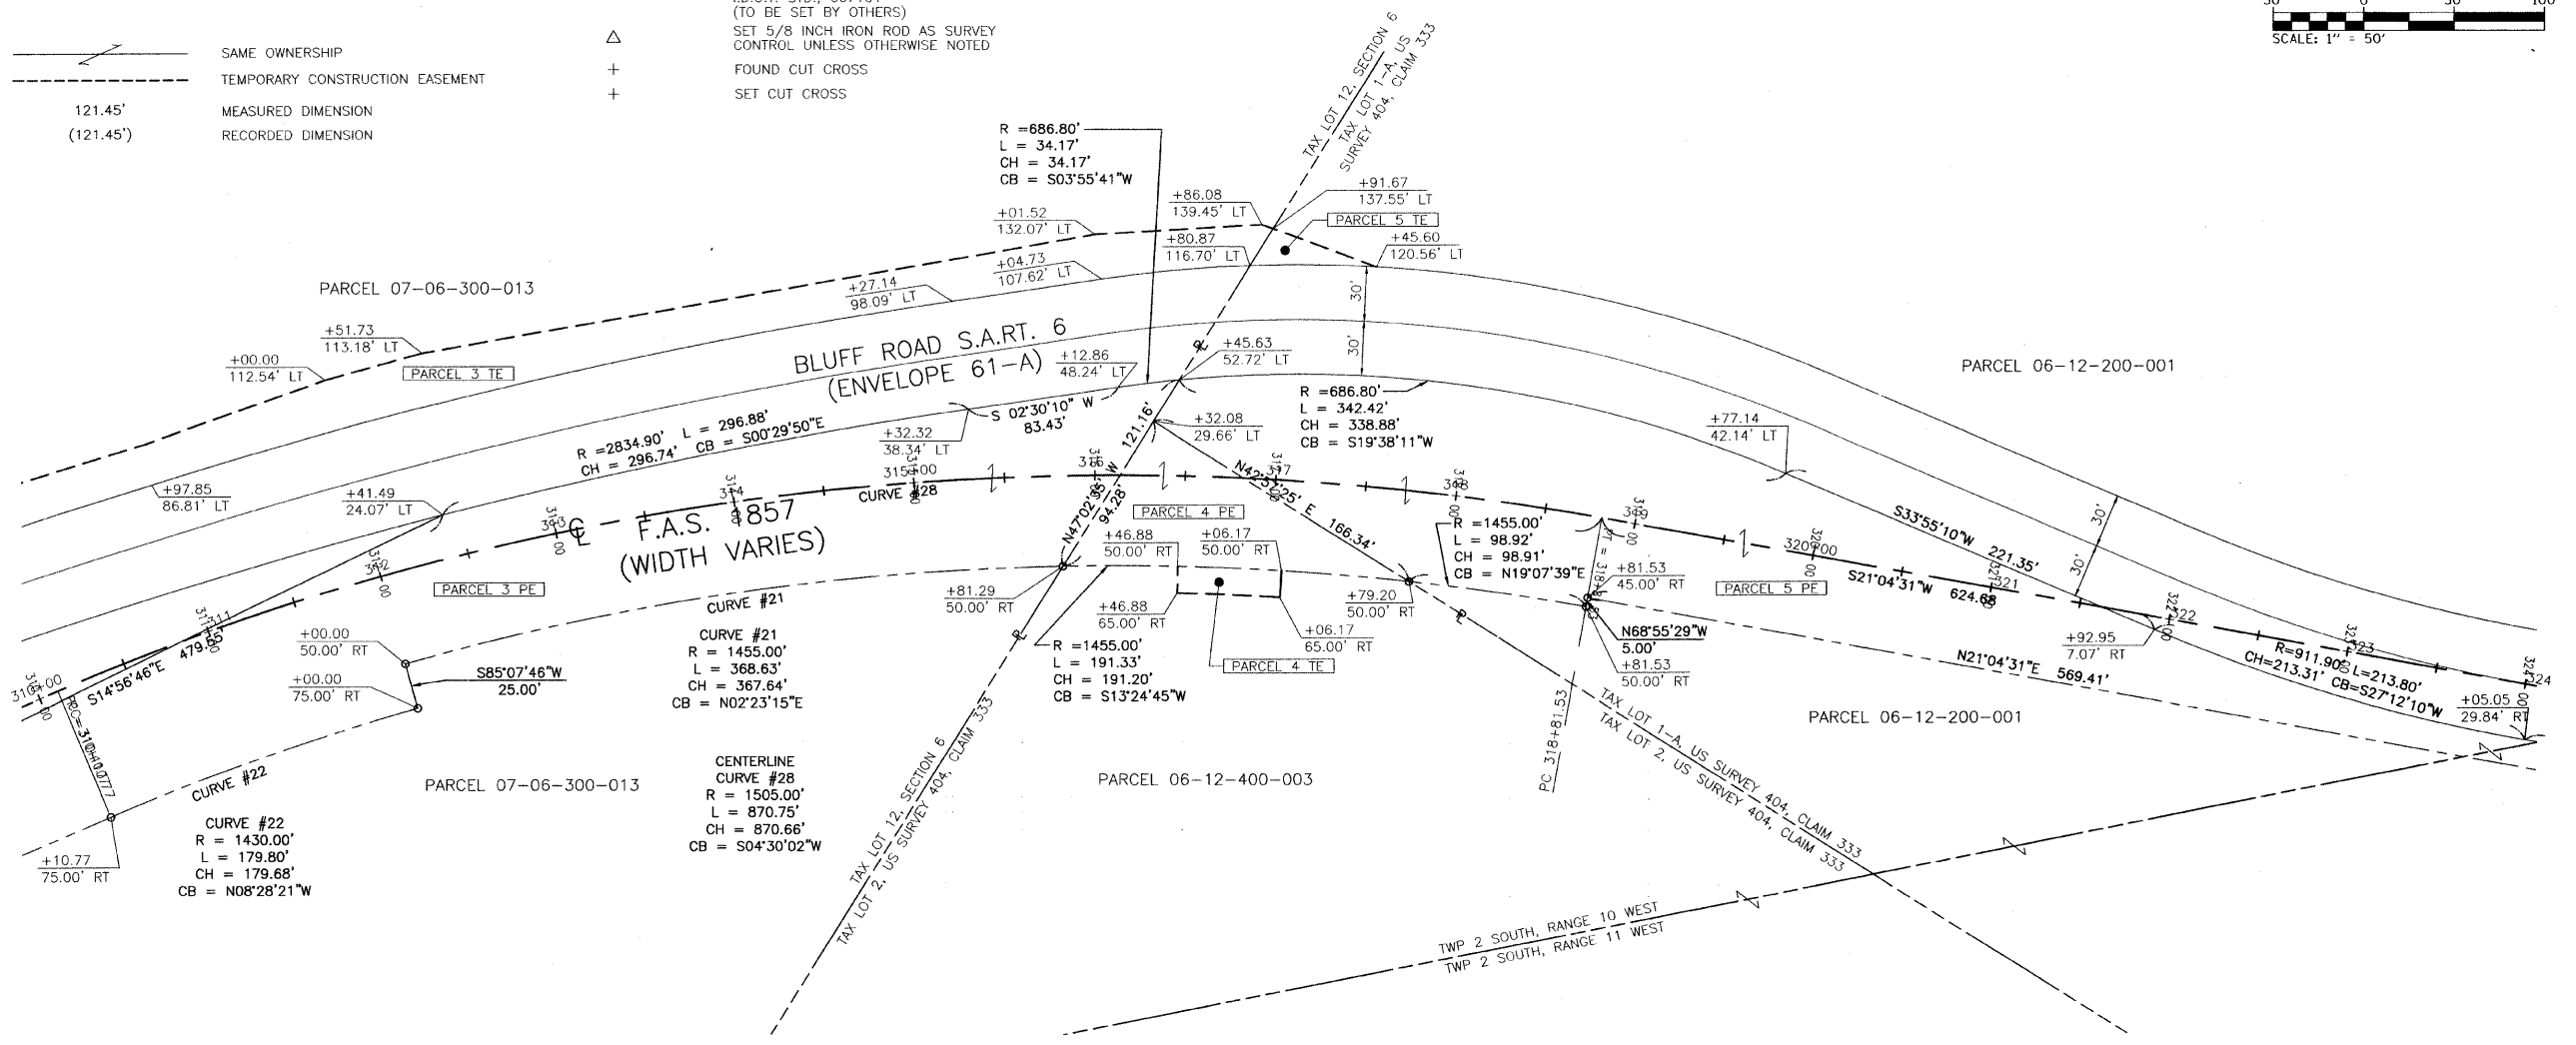 (TO BE SET BY OTHERS)
SET 5/8 INCH IRON ROD AS SURVEY
CONTROL UNLESS OTHERWISE NOTED
FOUND CUT CROSS
SET CUT CROSS
SAME OWNERSHIP
TEMPORARY CONSTRUCTION EASEMENT
121.45' MEASURED DIMENSION
(121.45') RECORDED DIMENSION
SCALE: 1" = 50'
TAX LOT 12, SECTION 6
TAX LOT 1-A, US
SURVEY 404, CLAIM 333
R =686.80'
L = 34.17'
CH = 34.17'
CB = S03°55'41"W
+91.67
137.55' LT
+86.08
139.45' LT
PARCEL 5 TE
+01.52
132.07' LT
+80.87
116.70' LT
+45.60
120.56' LT
+04.73
107.62' LT
+27.14
98.09' LT
PARCEL 07-06-300-013
30'
30'
+51.73
113.18' LT
+00.00
112.54' LT
PARCEL 3 TE
BLUFF ROAD S.A.RT. 6
(ENVELOPE 61-A)
+12.86
48.24' LT
+45.63
52.72' LT
PARCEL 06-12-200-001
R =686.80'
L = 342.42'
CH = 338.88'
CB = S19°38'11"W
S 02°30'10" W
83.43'
R =2834.90' L = 296.88'
CH = 296.74' CB = S00°29'50"E
+32.32
38.34' LT
121.16'
+32.08
29.66' LT
+77.14
42.14' LT
+97.85
86.81' LT
+41.49
24.07' LT
315+00
CURVE #28
N47°02'35" W
94.28'
N42°57'25" E 166.34'
PARCEL 4 PE
F.A.S. 1857
(WIDTH VARIES)
R =1455.00'
L = 98.92'
CH = 98.91'
CB = N19°07'39"E
S33°55'10"W 221.35'
30'
30'
+46.88
50.00' RT
+06.17
50.00' RT
320+00
+81.53
45.00' RT
PARCEL 5 PE
S21°04'31"W 624.68
PARCEL 3 PE
CURVE #21
+81.29
50.00' RT
+46.88
65.00' RT
+79.20
50.00' RT
+06.17
65.00' RT
N68°55'29"W
5.00'
+81.53
50.00' RT
+92.95
7.07' RT
+00.00
50.00' RT
+00.00
75.00' RT
S85°07'46"W
25.00'
CURVE #21
R = 1455.00'
L = 368.63'
CH = 367.64'
CB = N02°23'15"E
R =1455.00'
L = 191.33'
CH = 191.20'
CB = S13°24'45"W
PARCEL 4 TE
N21°04'31"E 569.41'
R=911.90' L=213.80'
CH=213.31' CB=S27°12'10"W
+05.05
29.84' RT
310+00
S14°56'46"E
PARCEL 06-12-200-001
PC 318+81.53
TAX LOT 1-A, US SURVEY 404, CLAIM 333
TAX LOT 2, US SURVEY 404, CLAIM 333
CURVE #22
PARCEL 07-06-300-013
PARCEL 06-12-400-003
CENTERLINE
CURVE #28
R = 1505.00'
L = 870.75'
CH = 870.66'
CB = S04°30'02"W
TAX LOT 12, SECTION 6
TAX LOT 2, US SURVEY 404, CLAIM 333
CURVE #22
R = 1430.00'
L = 179.80'
CH = 179.68'
CB = N08°28'21"W
+10.77
75.00' RT
TWP 2 SOUTH, RANGE 10 WEST
TWP 2 SOUTH, RANGE 11 WEST